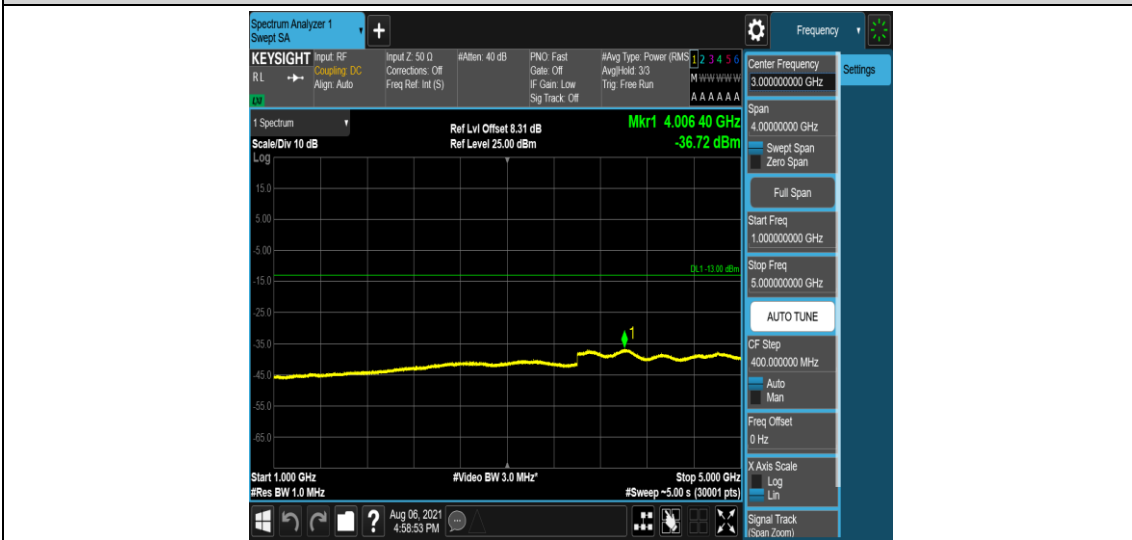 Spectrum Analyzer 1
Swept SA
+
Frequency
KEYSIGHT
RL
LXI
Input: RF
Coupling: DC
Align: Auto
Input Z: 50 Ω
Corrections: Off
Freq Ref: Int (S)
#Atten: 40 dB
PNO: Fast
Gate: Off
IF Gain: Low
Sig Track: Off
#Avg Type: Power (RMS
Avg|Hold: 3/3
Trig: Free Run
1 2 3 4 5 6
M W W W W W
A A A A A A
1 Spectrum
Scale/Div 10 dB
Log
Ref Lvl Offset 8.31 dB
Ref Level 25.00 dBm
Mkr1 4.006 40 GHz
-36.72 dBm
15.0
5.00
-5.00
-15.0
-25.0
-35.0
-45.0
-55.0
-65.0
DL1 -13.00 dBm
1
Start 1.000 GHz
#Res BW 1.0 MHz
#Video BW 3.0 MHz*
Stop 5.000 GHz
#Sweep ~5.00 s (30001 pts)
?
Aug 06, 2021
4:58:53 PM
Center Frequency
3.000000000 GHz
Settings
Span
4.00000000 GHz
Swept Span
Zero Span
Full Span
Start Freq
1.000000000 GHz
Stop Freq
5.000000000 GHz
AUTO TUNE
CF Step
400.000000 MHz
Auto
Man
Freq Offset
0 Hz
X Axis Scale
Log
Lin
Signal Track
(Span Zoom)